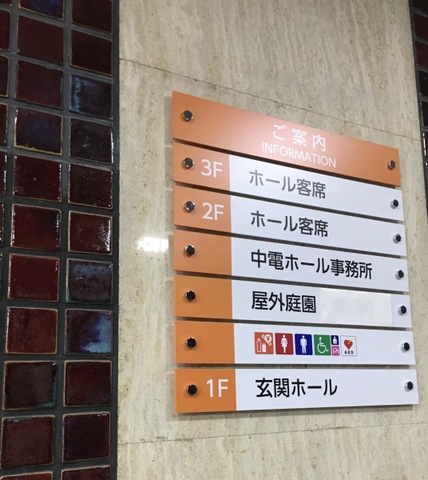 ご案内
INFORMATION
3F ホール客席
2F ホール客席
中電ホール事務所
屋外庭園
AED
1F 玄関ホール